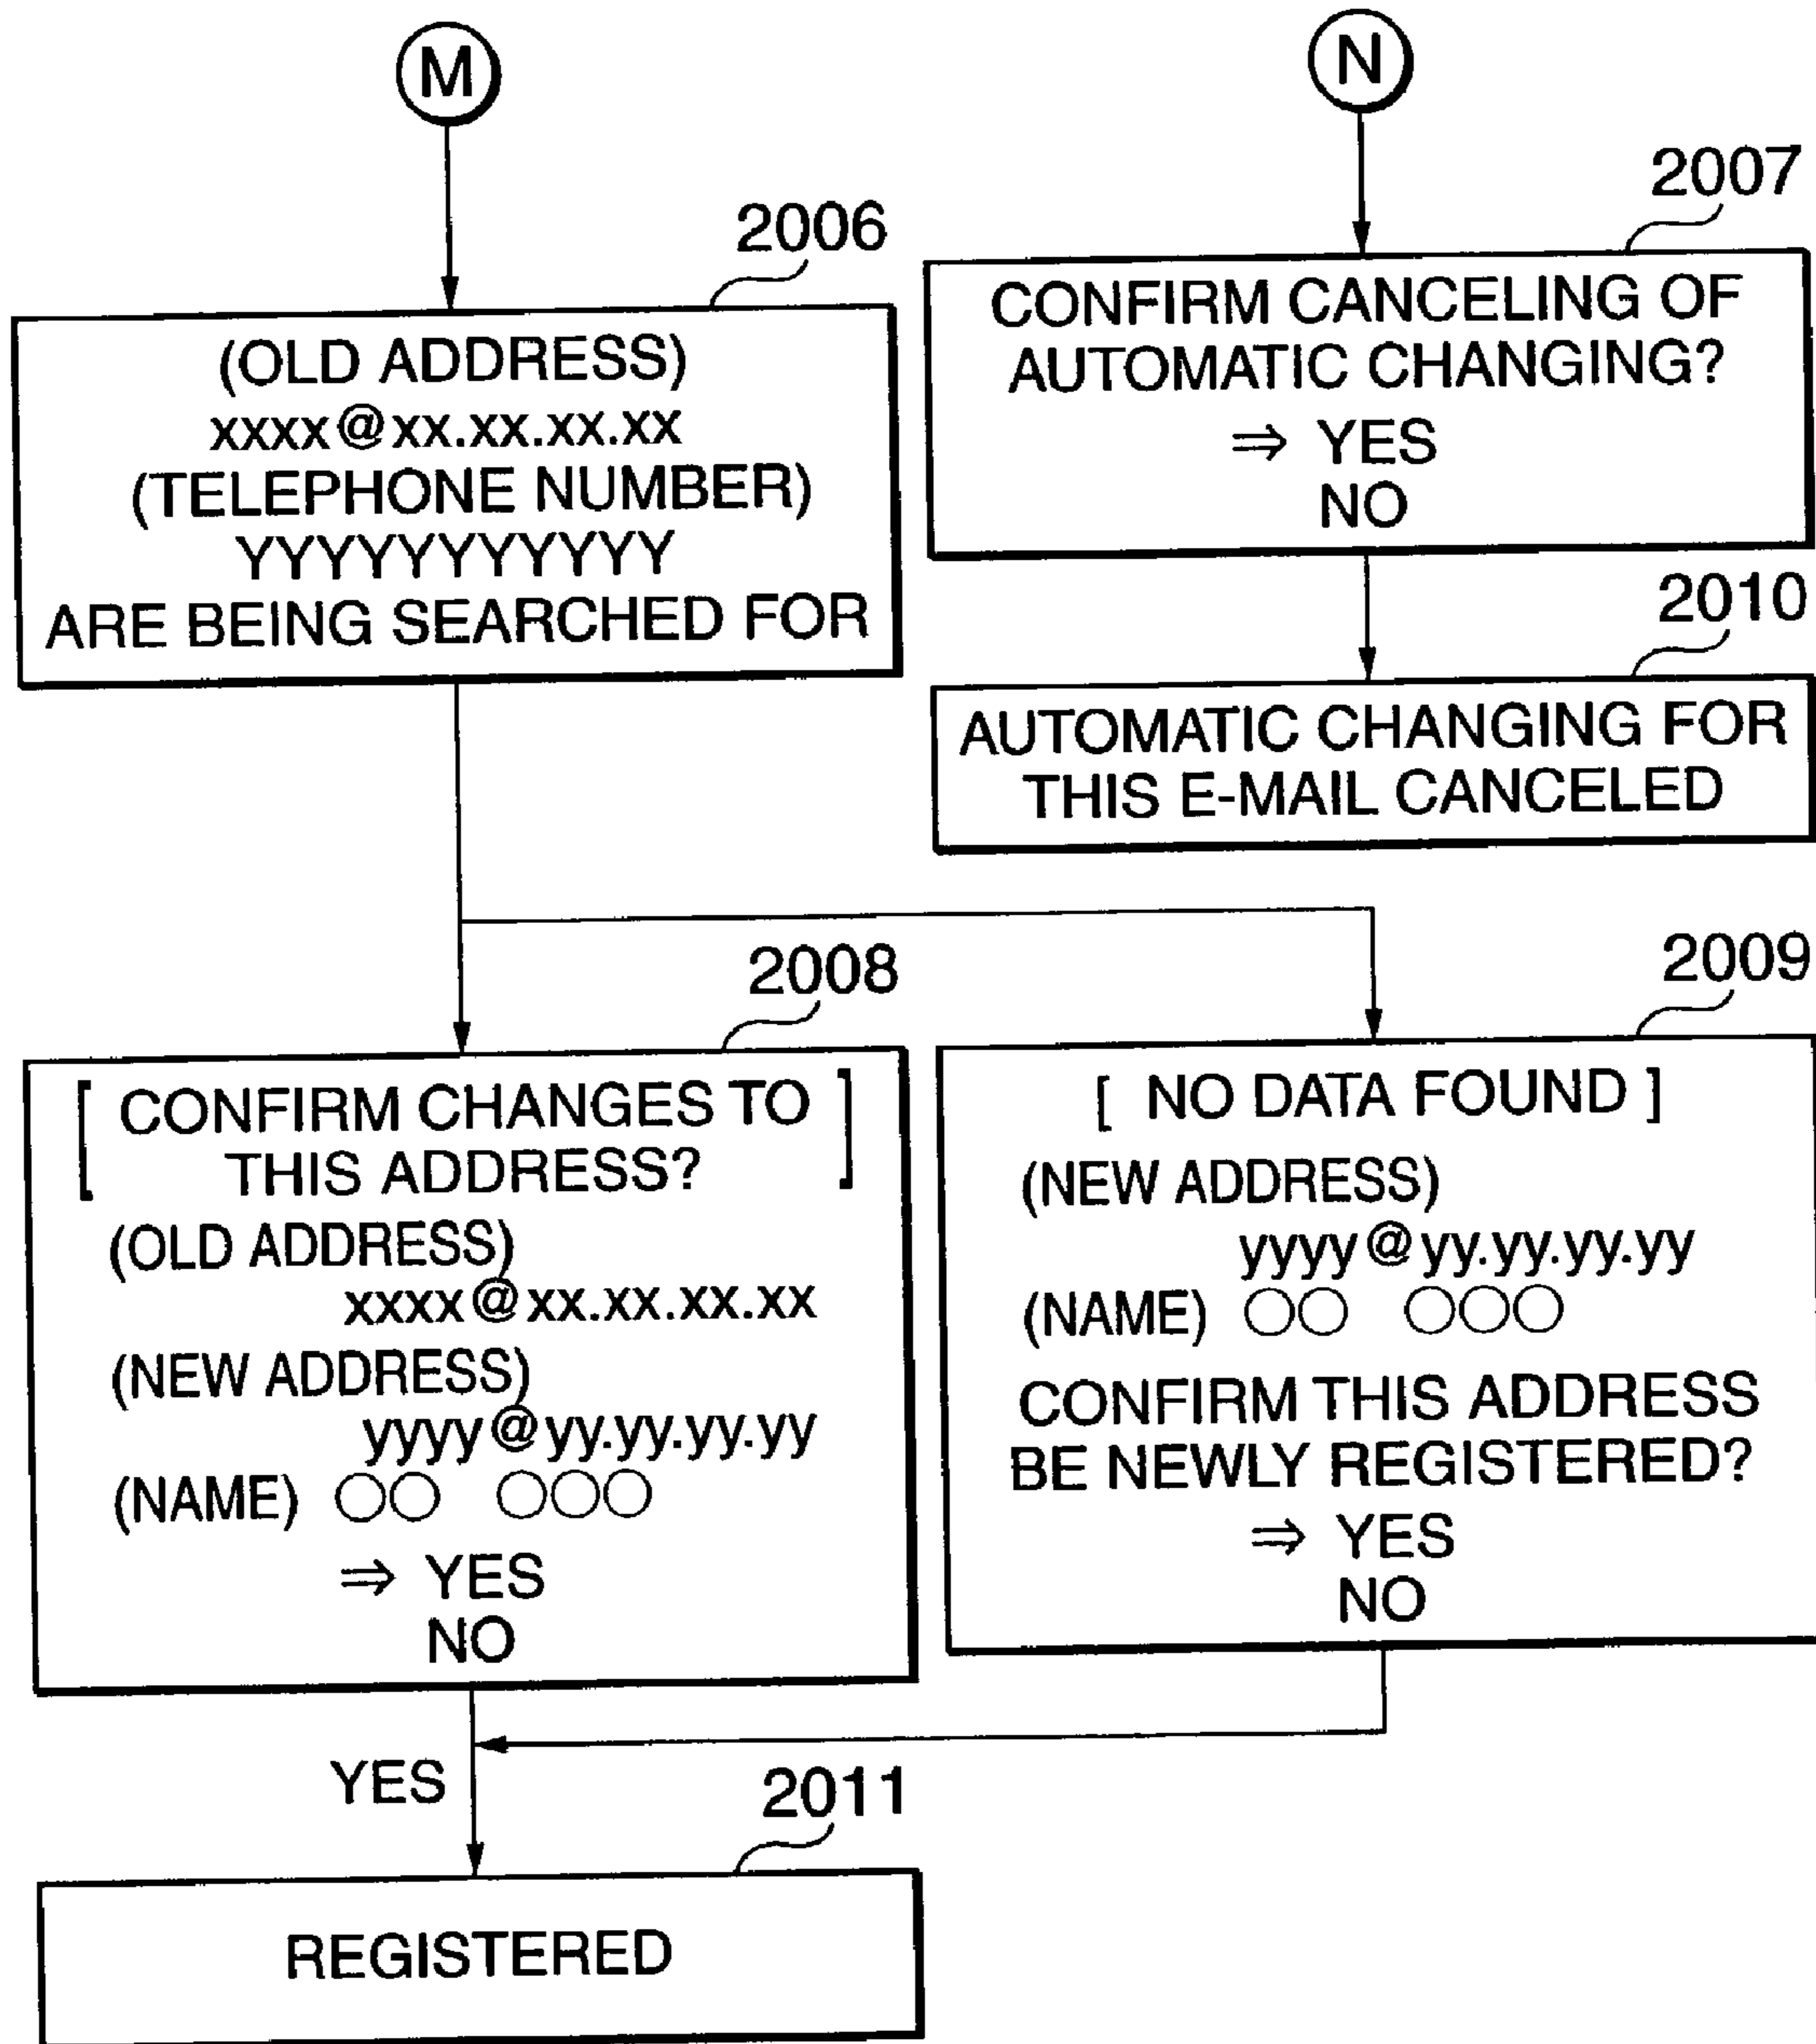 M
N
2006
(OLD ADDRESS)
xxxx@xx.xx.xx.xx
(TELEPHONE NUMBER)
YYYYYYYYYYY
ARE BEING SEARCHED FOR
2007
CONFIRM CANCELING OF
AUTOMATIC CHANGING?
⇒ YES
NO
2010
AUTOMATIC CHANGING FOR
THIS E-MAIL CANCELED
2008
[ CONFIRM CHANGES TO
THIS ADDRESS? ]
(OLD ADDRESS)
xxxx@xx.xx.xx.xx
(NEW ADDRESS)
yyyy@yy.yy.yy.yy
(NAME) ○○ ○○○
⇒ YES
NO
2009
[ NO DATA FOUND ]
(NEW ADDRESS)
yyyy@yy.yy.yy.yy
(NAME) ○○ ○○○
CONFIRM THIS ADDRESS
BE NEWLY REGISTERED?
⇒ YES
NO
YES
2011
REGISTERED